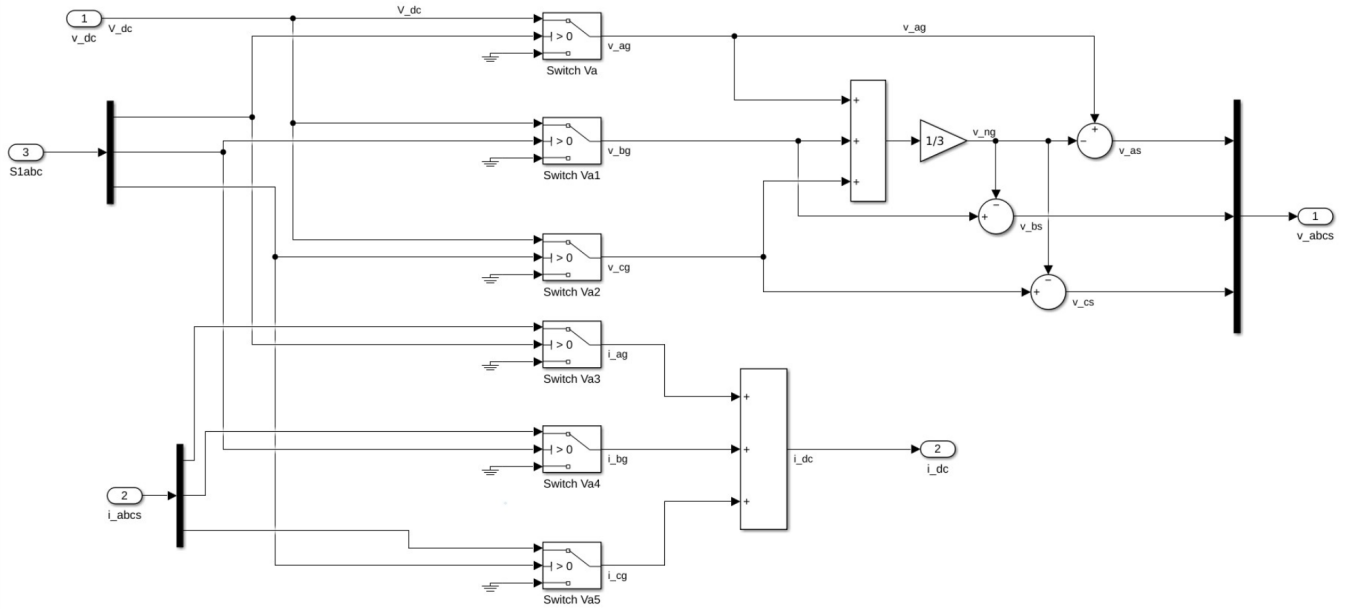 1
v_dc
V_dc
V_dc
> 0
Switch Va
v_ag
v_ag
3
S1abc
> 0
Switch Va1
v_bg
+
+
+
1/3
v_ng
+
−
v_as
−
+
v_bs
1
v_abcs
> 0
Switch Va2
v_cg
−
+
v_cs
> 0
Switch Va3
i_ag
2
i_abcs
> 0
Switch Va4
i_bg
+
+
+
i_dc
2
i_dc
> 0
Switch Va5
i_cg